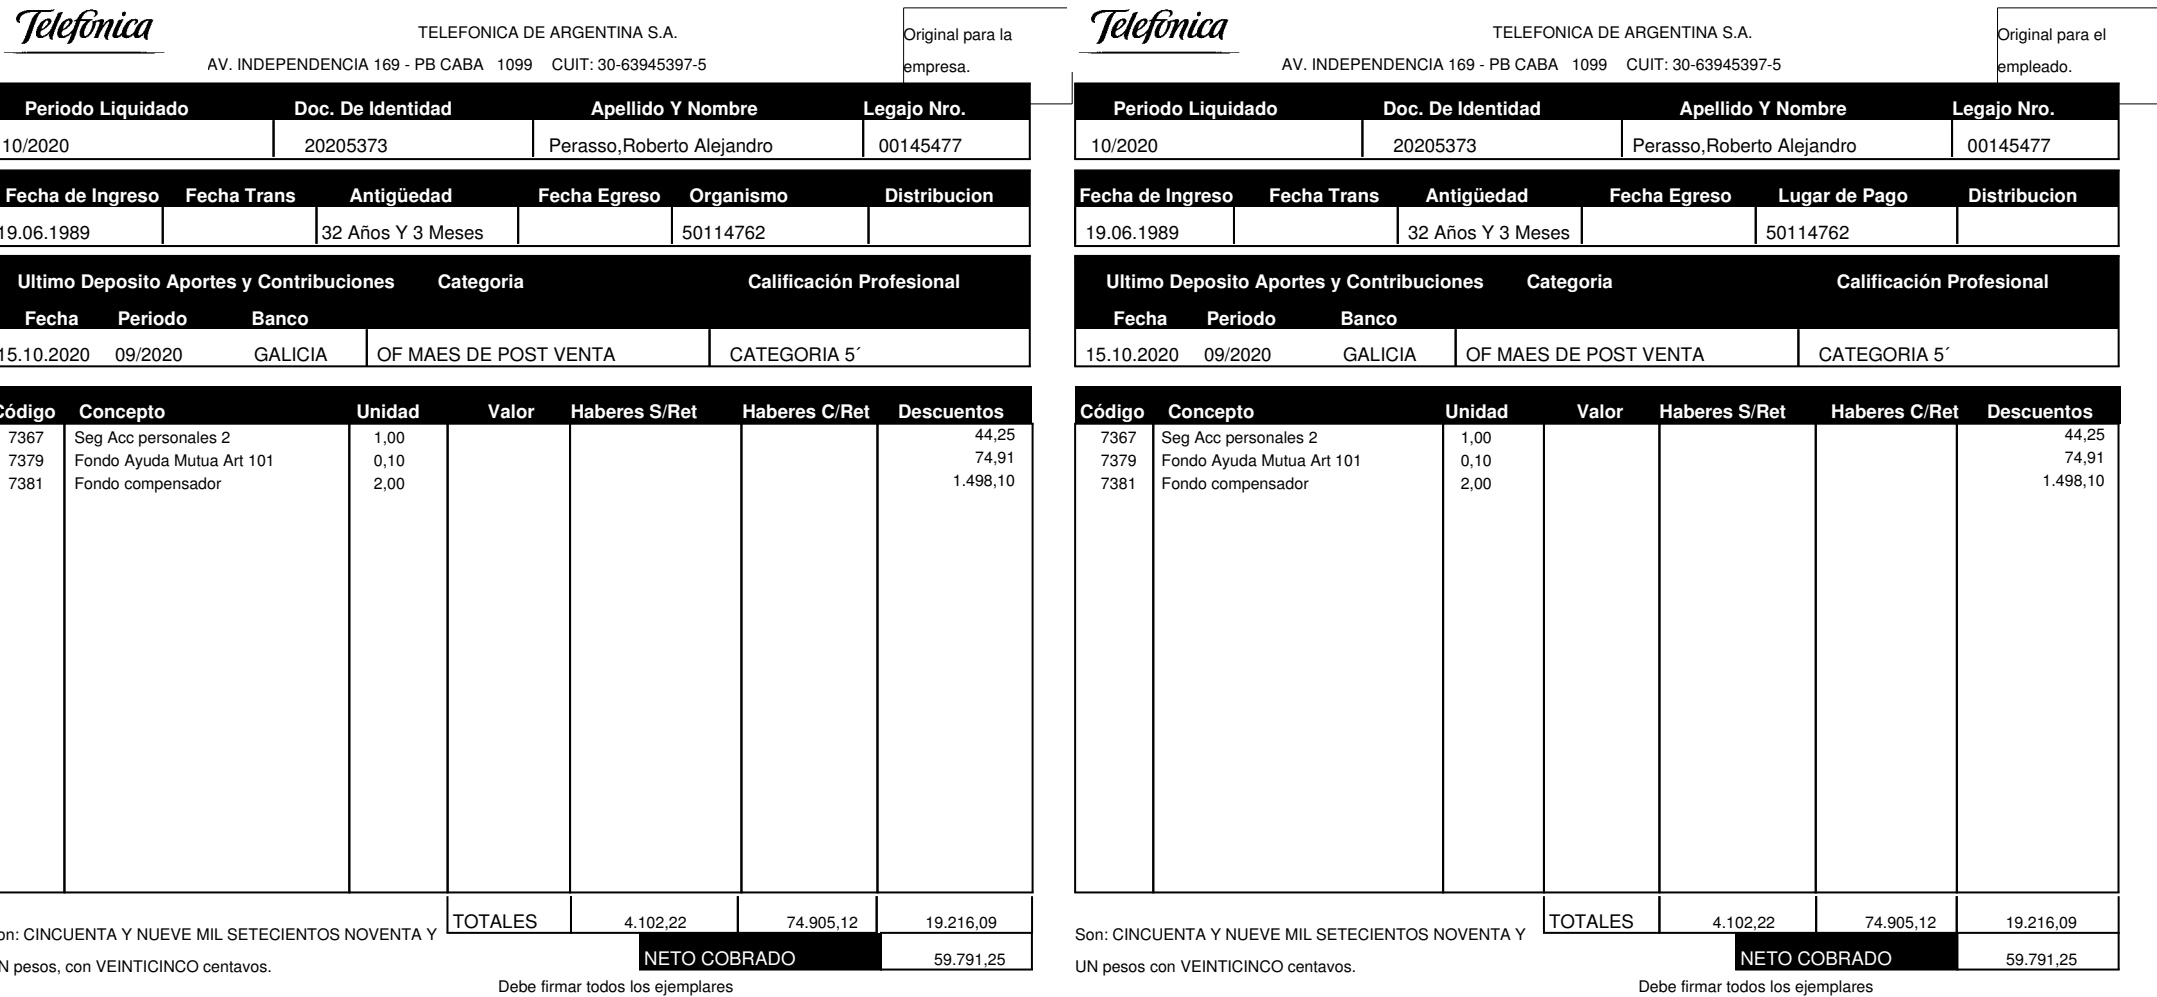 Telefónica
TELEFONICA DE ARGENTINA S.A.
Original para la
AV. INDEPENDENCIA 169 - PB CABA 1099 CUIT: 30-63945397-5
empresa.
Periodo Liquidado Doc. De Identidad Apellido Y Nombre Legajo Nro.
10/2020 20205373 Perasso,Roberto Alejandro 00145477
Fecha de Ingreso Fecha Trans Antigüedad Fecha Egreso Organismo Distribucion
19.06.1989 32 Años Y 3 Meses 50114762
Ultimo Deposito Aportes y Contribuciones Categoria Calificación Profesional
Fecha Periodo Banco
15.10.2020 09/2020 GALICIA OF MAES DE POST VENTA CATEGORIA 5´
Código Concepto Unidad Valor Haberes S/Ret Haberes C/Ret Descuentos
7367 Seg Acc personales 2 1,00 44,25
7379 Fondo Ayuda Mutua Art 101 0,10 74,91
7381 Fondo compensador 2,00 1.498,10
TOTALES 4.102,22 74.905,12 19.216,09
on: CINCUENTA Y NUEVE MIL SETECIENTOS NOVENTA Y
NETO COBRADO 59.791,25
N pesos, con VEINTICINCO centavos.
Debe firmar todos los ejemplares
Telefónica
TELEFONICA DE ARGENTINA S.A.
Original para el
AV. INDEPENDENCIA 169 - PB CABA 1099 CUIT: 30-63945397-5
empleado.
Periodo Liquidado Doc. De Identidad Apellido Y Nombre Legajo Nro.
10/2020 20205373 Perasso,Roberto Alejandro 00145477
Fecha de Ingreso Fecha Trans Antigüedad Fecha Egreso Lugar de Pago Distribucion
19.06.1989 32 Años Y 3 Meses 50114762
Ultimo Deposito Aportes y Contribuciones Categoria Calificación Profesional
Fecha Periodo Banco
15.10.2020 09/2020 GALICIA OF MAES DE POST VENTA CATEGORIA 5´
Código Concepto Unidad Valor Haberes S/Ret Haberes C/Ret Descuentos
7367 Seg Acc personales 2 1,00 44,25
7379 Fondo Ayuda Mutua Art 101 0,10 74,91
7381 Fondo compensador 2,00 1.498,10
TOTALES 4.102,22 74.905,12 19.216,09
Son: CINCUENTA Y NUEVE MIL SETECIENTOS NOVENTA Y
NETO COBRADO 59.791,25
UN pesos con VEINTICINCO centavos.
Debe firmar todos los ejemplares